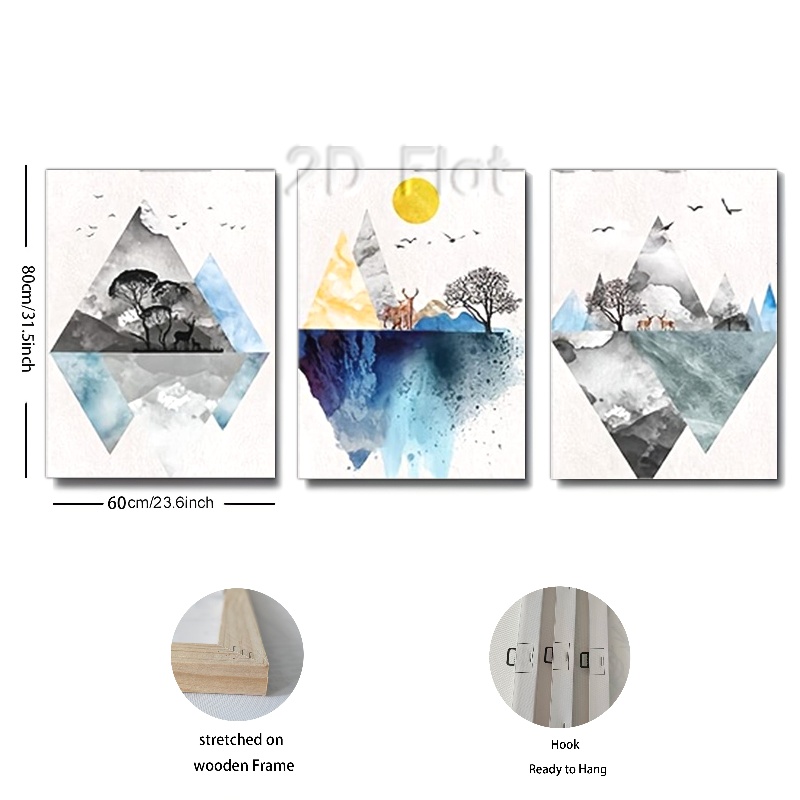 2D Flat
80cm/31.5inch
60cm/23.6inch
stretched on
wooden Frame
Hook
Ready to Hang